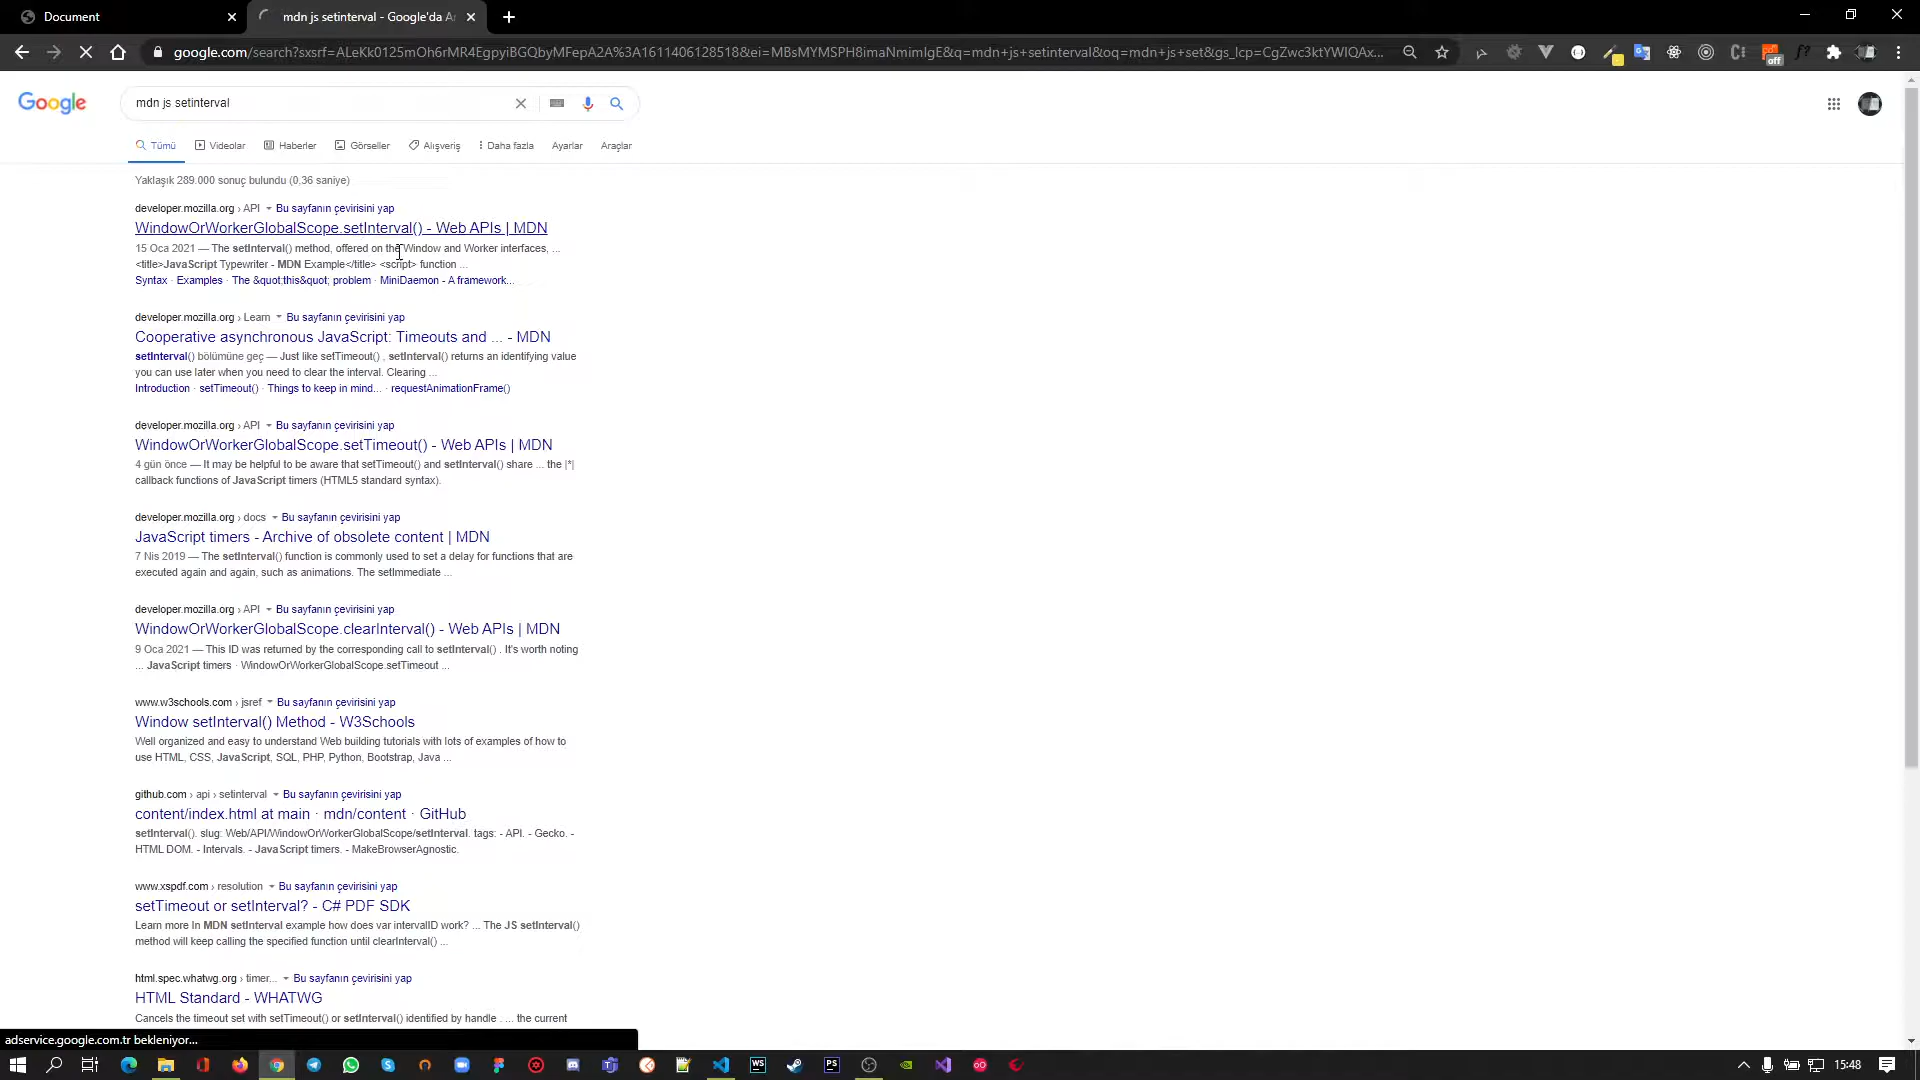 Document
mdn js setinterval - Google'da A
google.com/search?sxsrf=ALeKk0125mOh6rMR4EgpyiBGQbyMFepA2A%3A1611406128518&ei=MBsMYMSPH8imaNmimIgE&q=mdn+js+setinterval&oq=mdn+js+set&gs_lcp=CgZwc3ktYWIQAx...
off
Google
mdn js setinterval
Tümü Videolar Haberler Görseller Alışveriş Daha fazla Ayarlar Araçlar
Yaklaşık 289.000 sonuç bulundu (0,36 saniye)
developer.mozilla.org › API Bu sayfanın çevirisini yap
WindowOrWorkerGlobalScope.setInterval() - Web APIs | MDN
15 Oca 2021 — The setInterval() method, offered on the Window and Worker interfaces, ...
<title>JavaScript Typewriter - MDN Example</title> <script> function ...
Syntax · Examples · The &quot;this&quot; problem · MiniDaemon - A framework...
developer.mozilla.org › Learn Bu sayfanın çevirisini yap
Cooperative asynchronous JavaScript: Timeouts and ... - MDN
setInterval() bölümüne geç — Just like setTimeout() , setInterval() returns an identifying value
you can use later when you need to clear the interval. Clearing ...
Introduction · setTimeout() · Things to keep in mind... · requestAnimationFrame()
developer.mozilla.org › API Bu sayfanın çevirisini yap
WindowOrWorkerGlobalScope.setTimeout() - Web APIs | MDN
4 gün önce — It may be helpful to be aware that setTimeout() and setInterval() share ... the |*|
callback functions of JavaScript timers (HTML5 standard syntax).
developer.mozilla.org › docs Bu sayfanın çevirisini yap
JavaScript timers - Archive of obsolete content | MDN
7 Nis 2019 — The setInterval() function is commonly used to set a delay for functions that are
executed again and again, such as animations. The setImmediate ...
developer.mozilla.org › API Bu sayfanın çevirisini yap
WindowOrWorkerGlobalScope.clearInterval() - Web APIs | MDN
9 Oca 2021 — This ID was returned by the corresponding call to setInterval() . It's worth noting
... JavaScript timers · WindowOrWorkerGlobalScope.setTimeout ...
www.w3schools.com › jsref Bu sayfanın çevirisini yap
Window setInterval() Method - W3Schools
Well organized and easy to understand Web building tutorials with lots of examples of how to
use HTML, CSS, JavaScript, SQL, PHP, Python, Bootstrap, Java ...
github.com › api › setinterval Bu sayfanın çevirisini yap
content/index.html at main · mdn/content · GitHub
setInterval(). slug: Web/API/WindowOrWorkerGlobalScope/setInterval. tags: - API. - Gecko. -
HTML DOM. - Intervals. - JavaScript timers. - MakeBrowserAgnostic.
www.xspdf.com › resolution Bu sayfanın çevirisini yap
setTimeout or setInterval? - C# PDF SDK
Learn more In MDN setInterval example how does var intervalID work? ... The JS setInterval()
method will keep calling the specified function until clearInterval() ...
html.spec.whatwg.org › timer... Bu sayfanın çevirisini yap
HTML Standard - WHATWG
Cancels the timeout set with setTimeout() or setInterval() identified by handle . ... the current
adservice.google.com.tr bekleniyor...
WS
PS
15:48